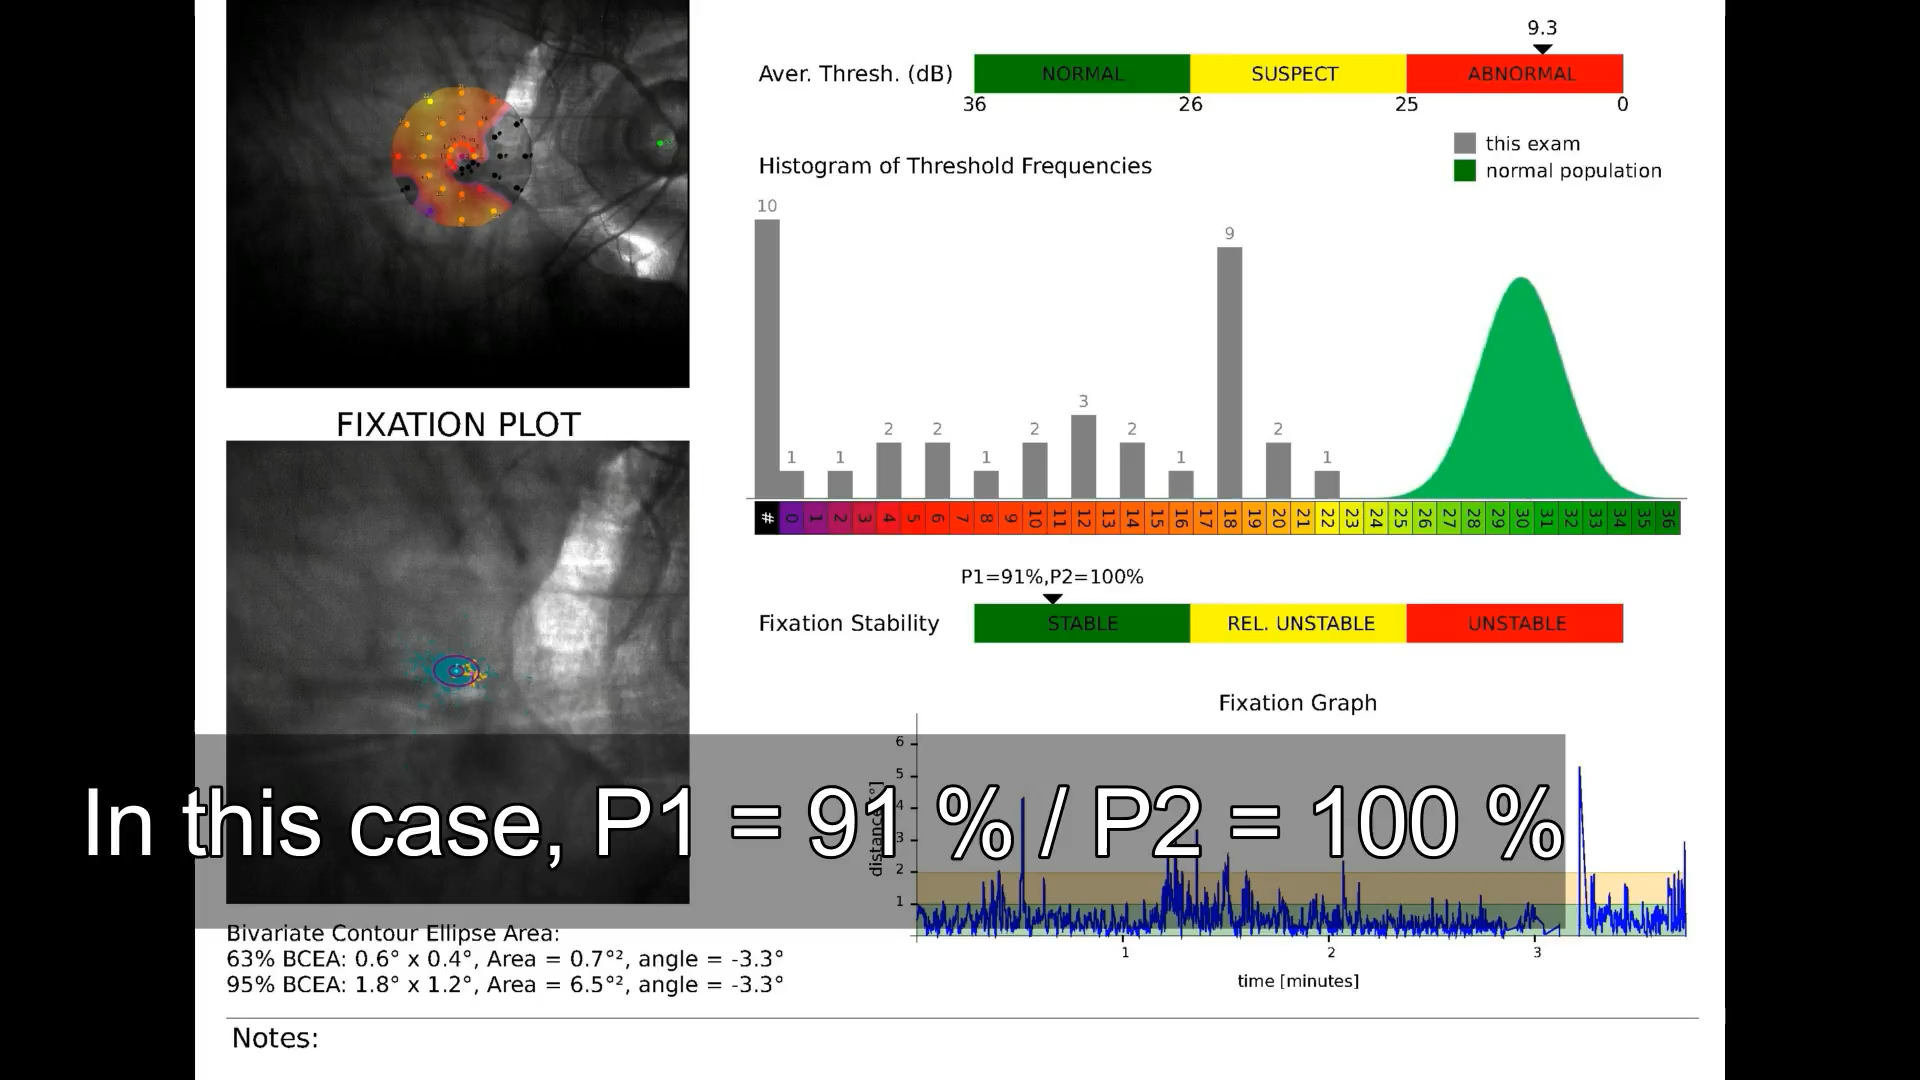 9.3
Aver. Thresh. (dB)
NORMAL
SUSPECT
ABNORMAL
36
26
25
0
this exam
normal population
Histogram of Threshold Frequencies
10
1
1
2
2
1
2
3
2
1
9
2
1
# 0 1 2 3 4 5 6 7 8 9 10 11 12 13 14 15 16 17 18 19 20 21 22 23 24 25 26 27 28 29 30 31 32 33 34 35 36
FIXATION PLOT
P1=91%,P2=100%
Fixation Stability
STABLE
REL. UNSTABLE
UNSTABLE
Fixation Graph
6
5
4
3
2
1
1
2
3
time [minutes]
In this case, P1 = 91 % / P2 = 100 %
Bivariate Contour Ellipse Area:
63% BCEA: 0.6° x 0.4°, Area = 0.7°², angle = -3.3°
95% BCEA: 1.8° x 1.2°, Area = 6.5°², angle = -3.3°
Notes: